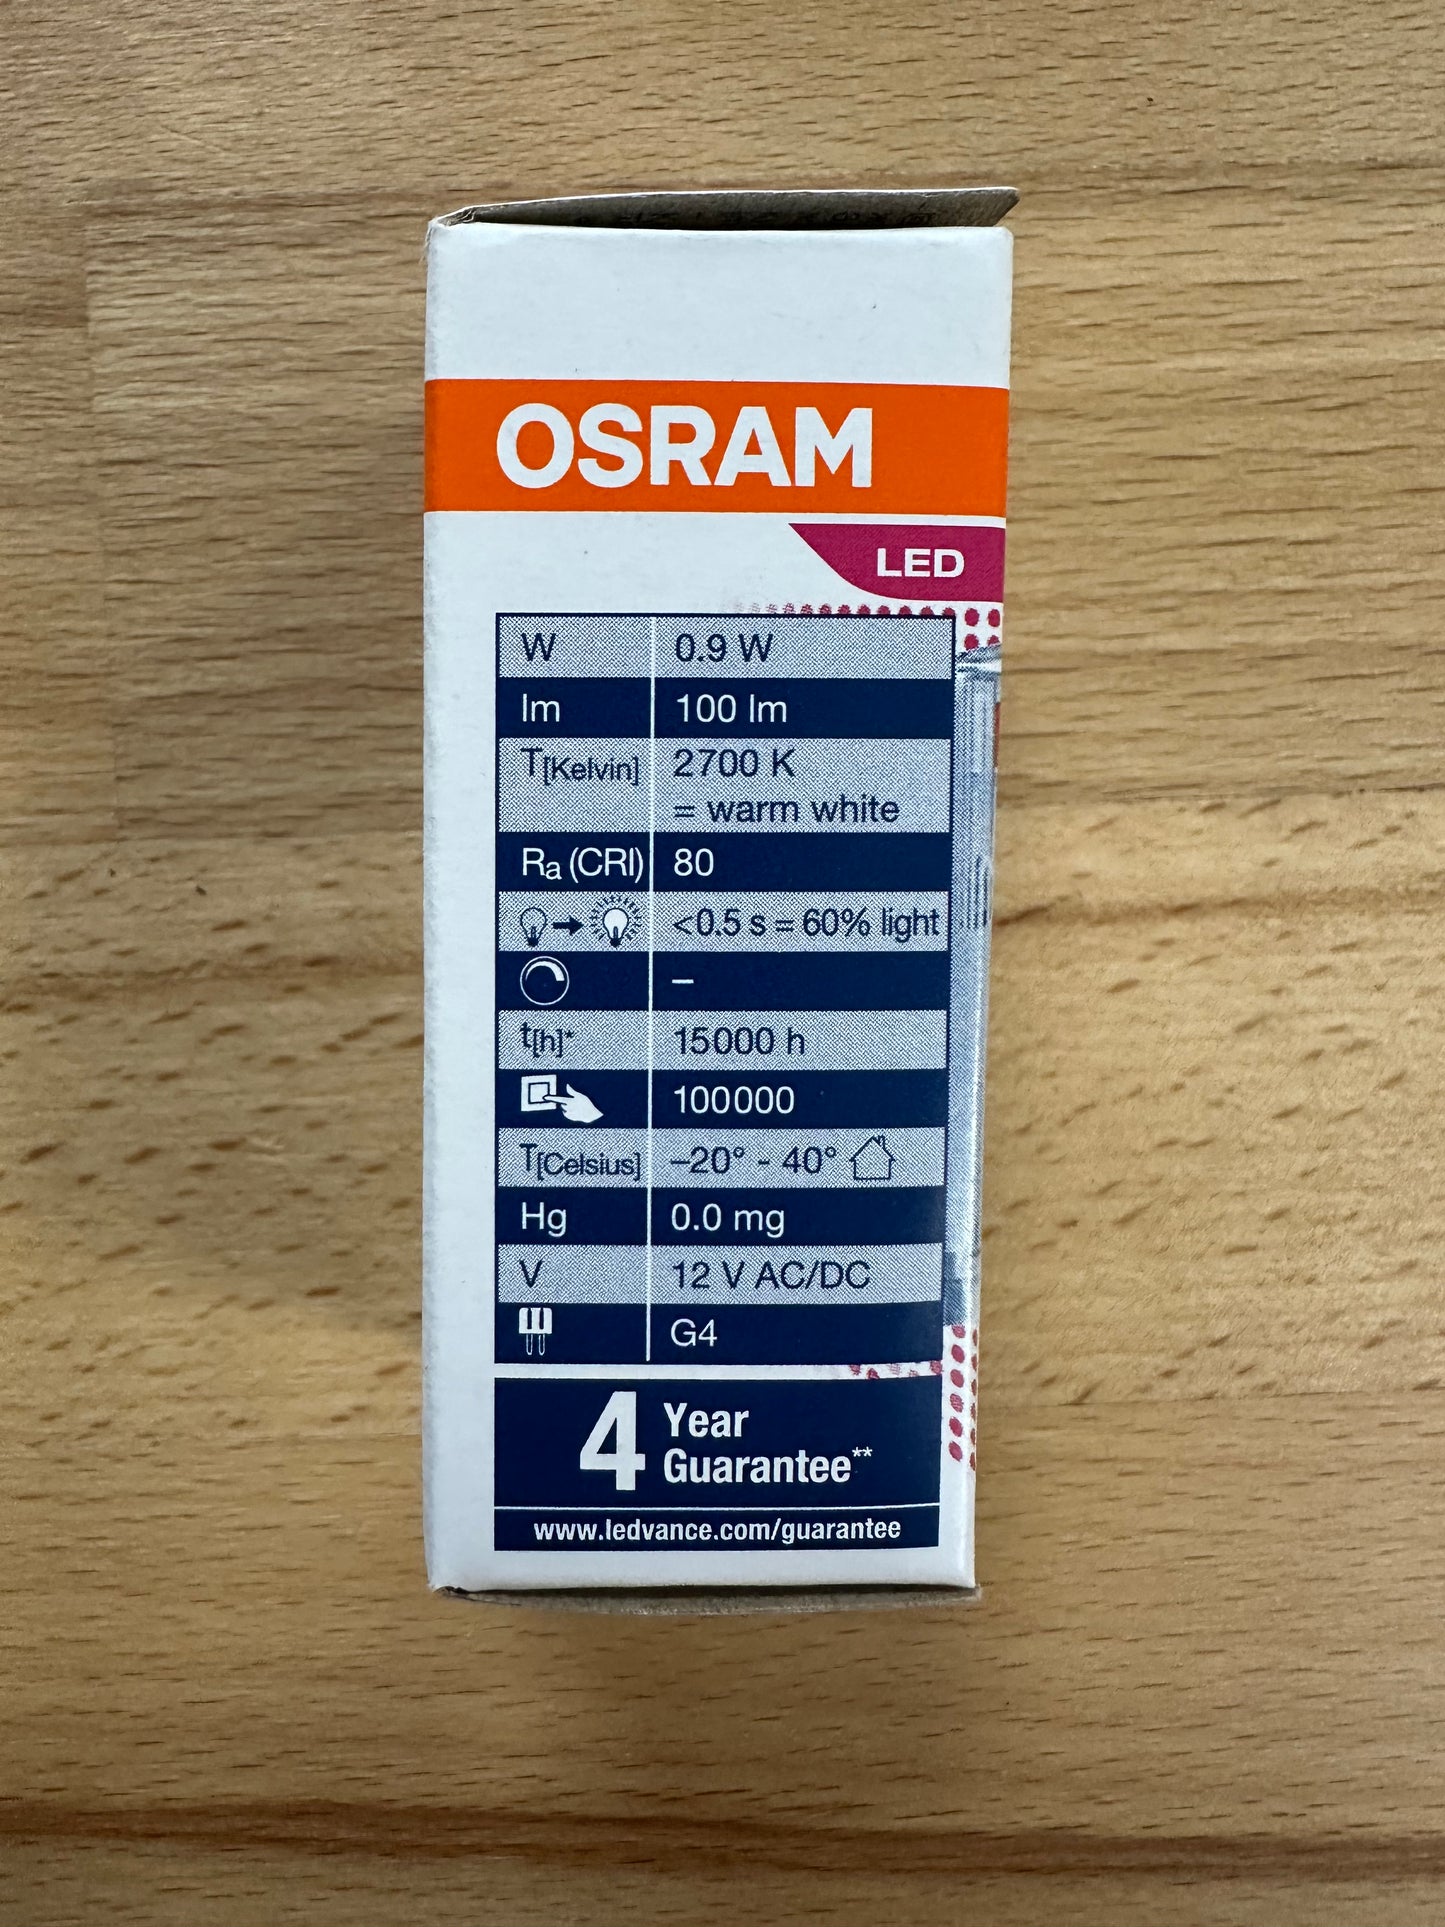 OSRAM
LED
W 0.9 W
lm 100 lm
T[Kelvin] 2700 K
= warm white
Ra (CRI) 80
<0.5 s = 60% light
–
t[h]* 15000 h
100000
T[Celsius] –20° - 40°
Hg 0.0 mg
V 12 V AC/DC
G4
4 Year
Guarantee**
www.ledvance.com/guarantee